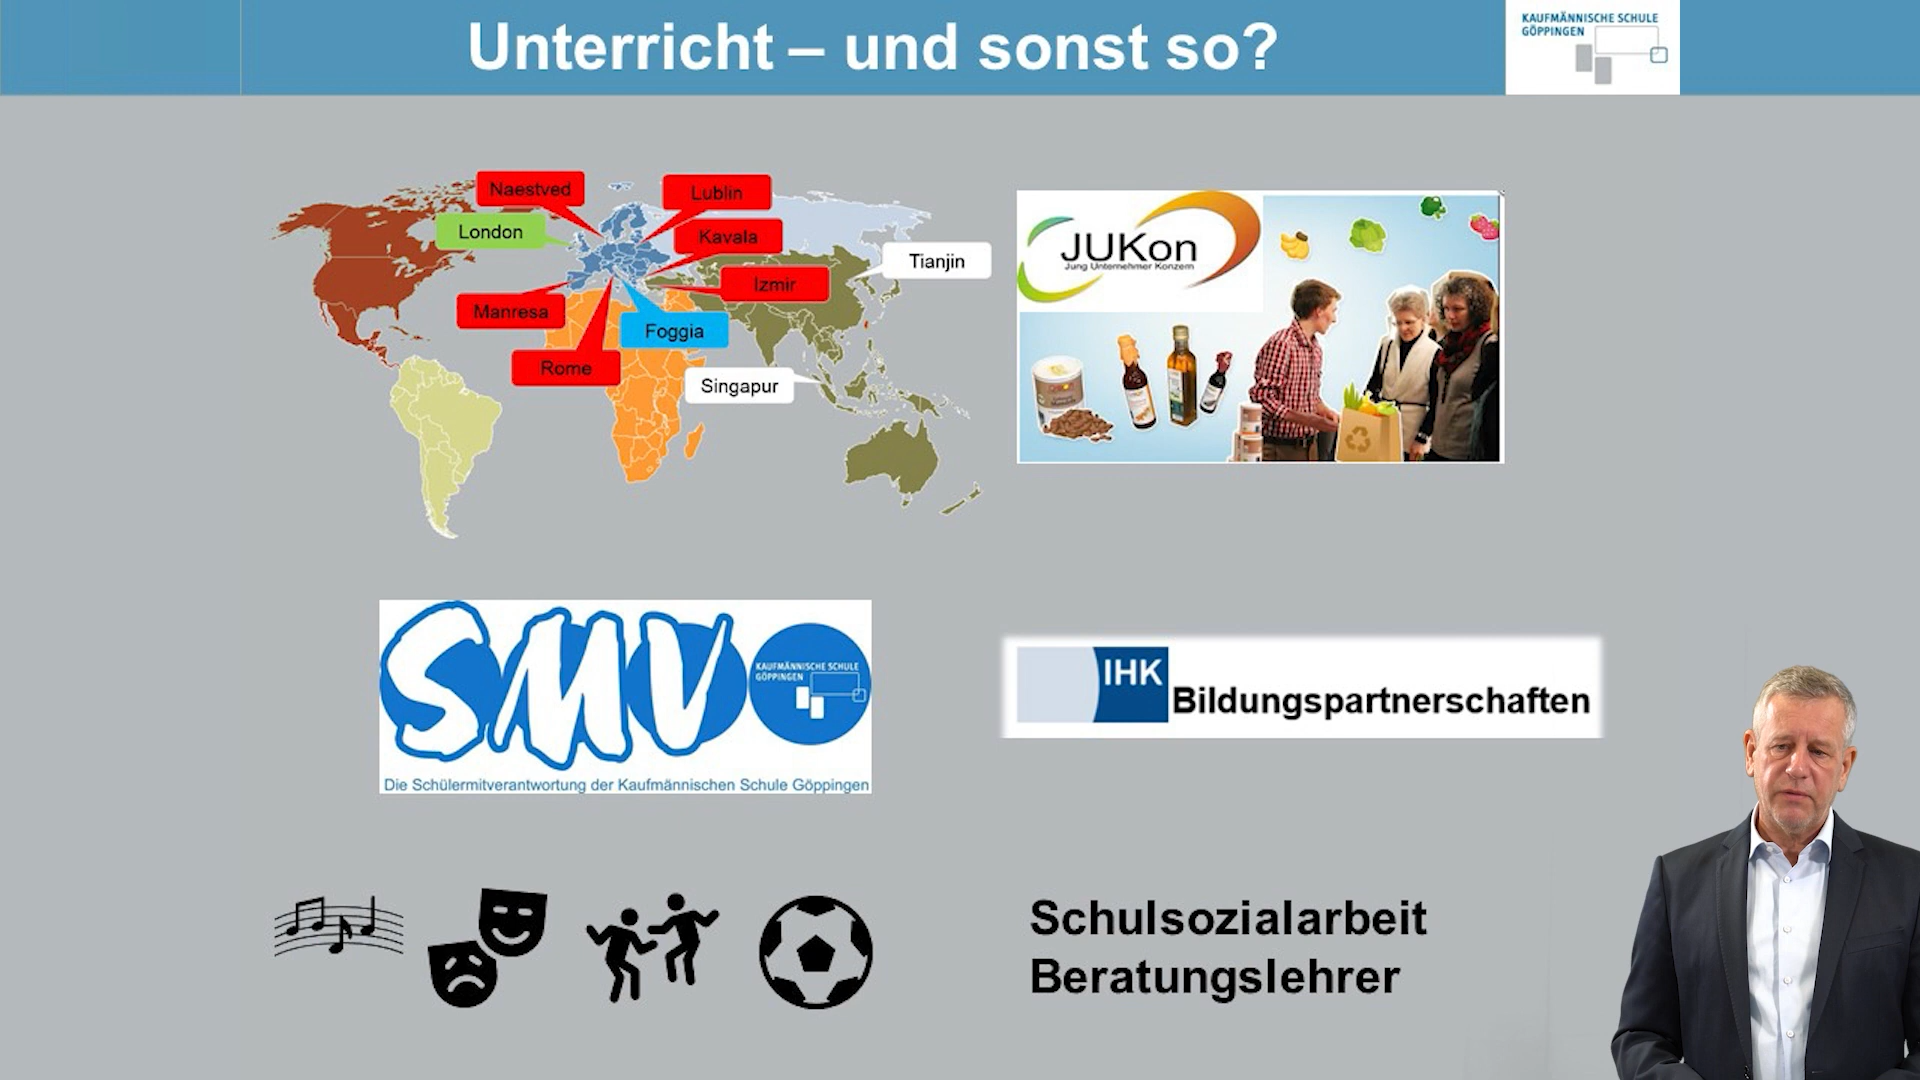 Unterricht – und sonst so?
KAUFMÄNNISCHE SCHULE
GÖPPINGEN
Naestved
Lublin
London
Kavala
Tianjin
Izmir
Manresa
Foggia
Rome
Singapur
JUKon
Jung Unternehmer Konzern
SMV
KAUFMÄNNISCHE SCHULE
GÖPPINGEN
Die Schülermitverantwortung der Kaufmännischen Schule Göppingen
IHK
Bildungspartnerschaften
Schulsozialarbeit
Beratungslehrer